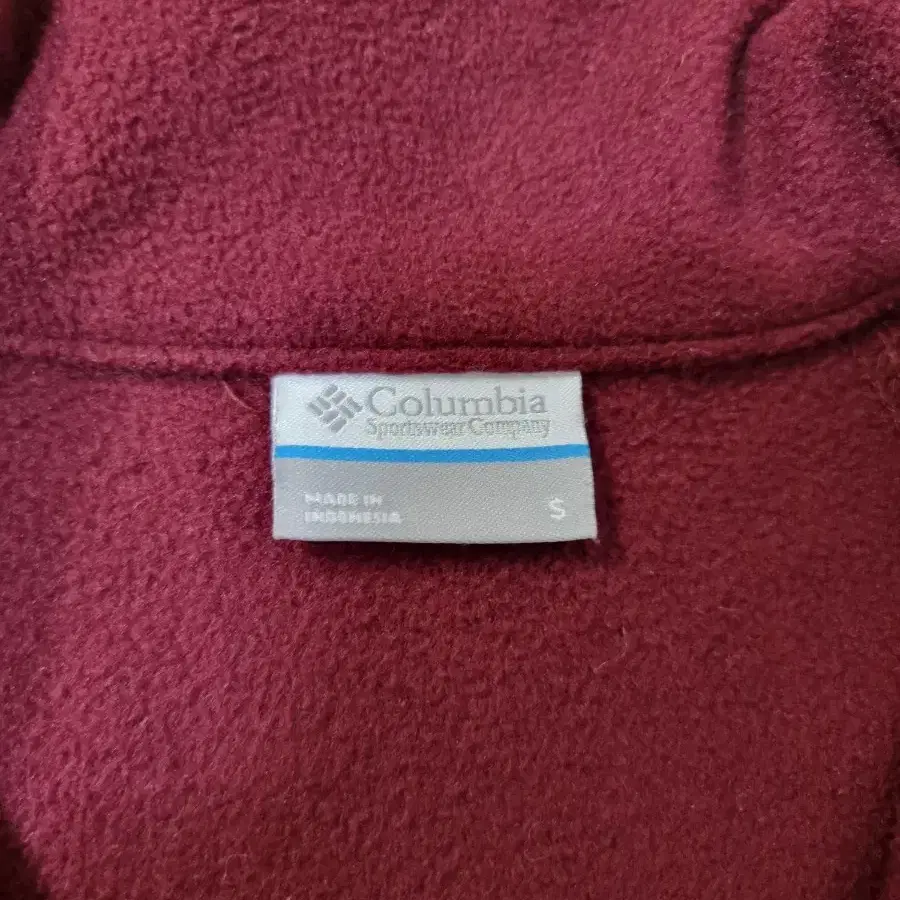 Columbia
Sportswear Company
MADE IN
INDONESIA
S